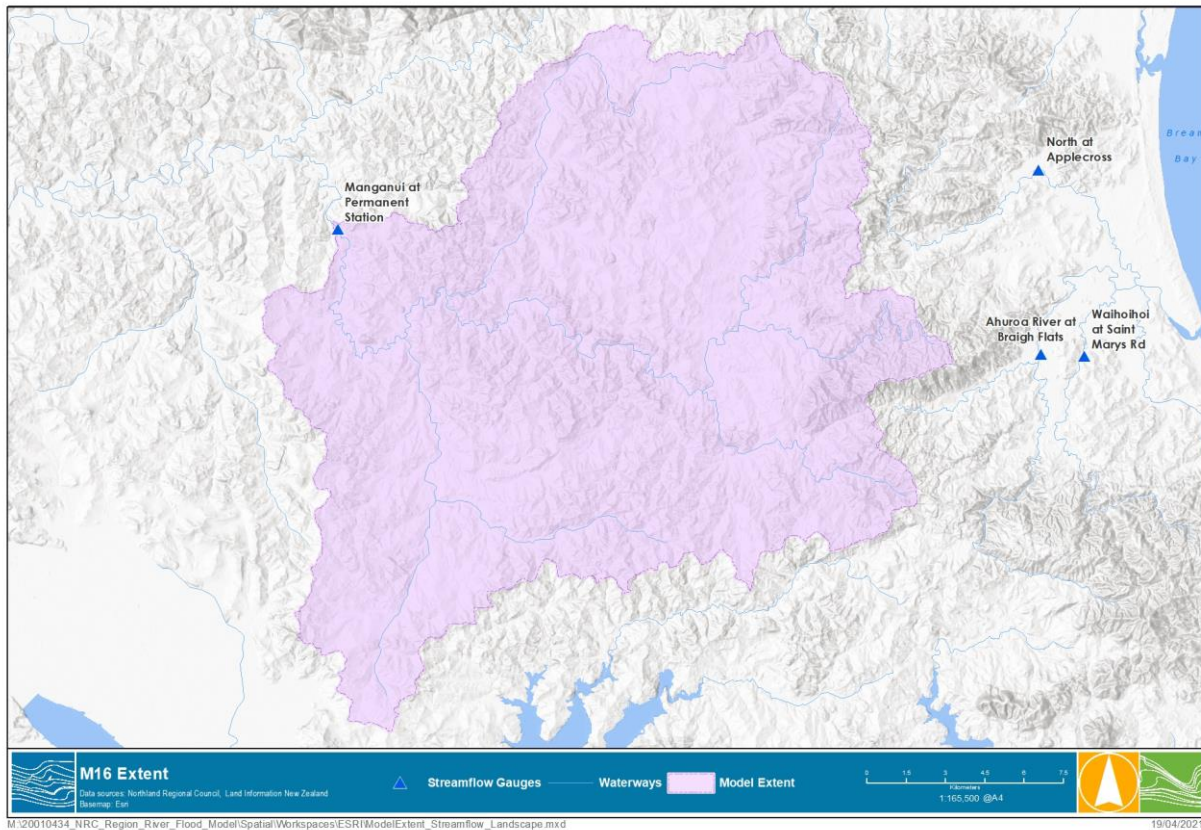 Bream
Bay
North at
Applecross
Manganui at
Permanent
Station
Ahuroa River at
Braigh Flats
Waihoihoi
at Saint
Marys Rd
M16 Extent
Data sources: Northland Regional Council, Land Information New Zealand
Basemap: Esri
Streamflow Gauges
Waterways
Model Extent
0 1.5 3 4.5 6 7.5
Kilometers
1:165,500 @A4
M:\20010434_NRC_Region_River_Flood_Model\Spatial\Workspaces\ESRI\ModelExtent_Streamflow_Landscape.mxd
19/04/2021